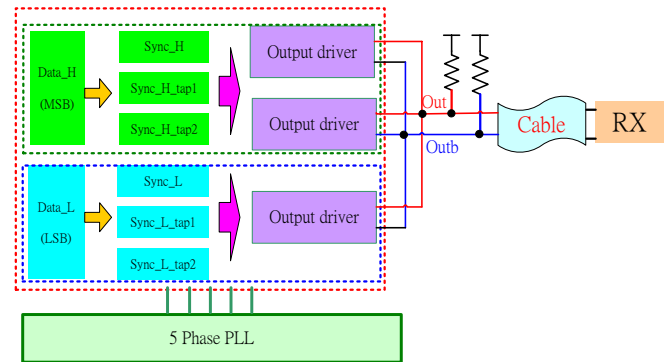 Data_H
(MSB)
Sync_H
Sync_H_tap1
Sync_H_tap2
Output driver
Output driver
Out
Outb
Cable
RX
Data_L
(LSB)
Sync_L
Sync_L_tap1
Sync_L_tap2
Output driver
5 Phase PLL